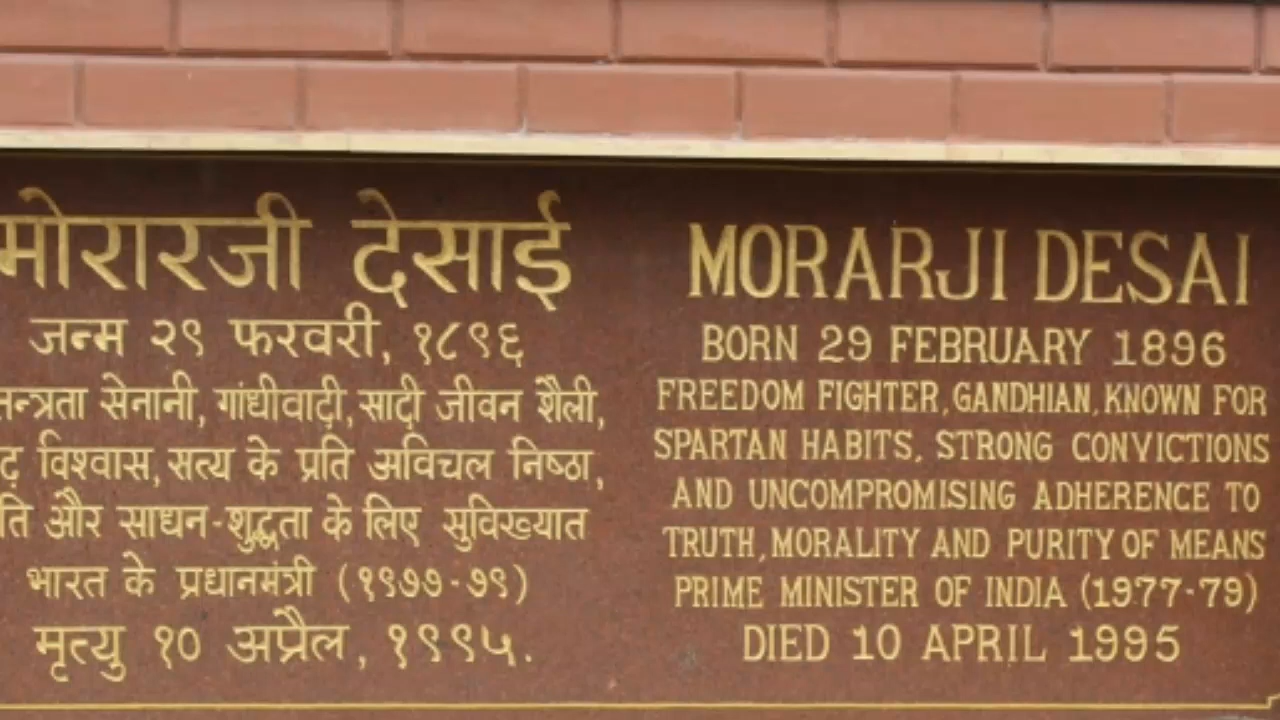 मोरारजी देसाई
जन्म २९ फरवरी, १८९६
तन्त्रता सेनानी, गांधीवादी, सादी जीवन शैली,
ढ़ विश्वास, सत्य के प्रति अविचल निष्ठा,
ति और साधन-शुद्धता के लिए सुविख्यात
भारत के प्रधानमंत्री (१९७७-७९)
मृत्यु १० अप्रैल, १९९५.
MORARJI DESAI
BORN 29 FEBRUARY 1896
FREEDOM FIGHTER, GANDHIAN, KNOWN FOR
SPARTAN HABITS, STRONG CONVICTIONS
AND UNCOMPROMISING ADHERENCE TO
TRUTH, MORALITY AND PURITY OF MEANS
PRIME MINISTER OF INDIA (1977-79)
DIED 10 APRIL 1995